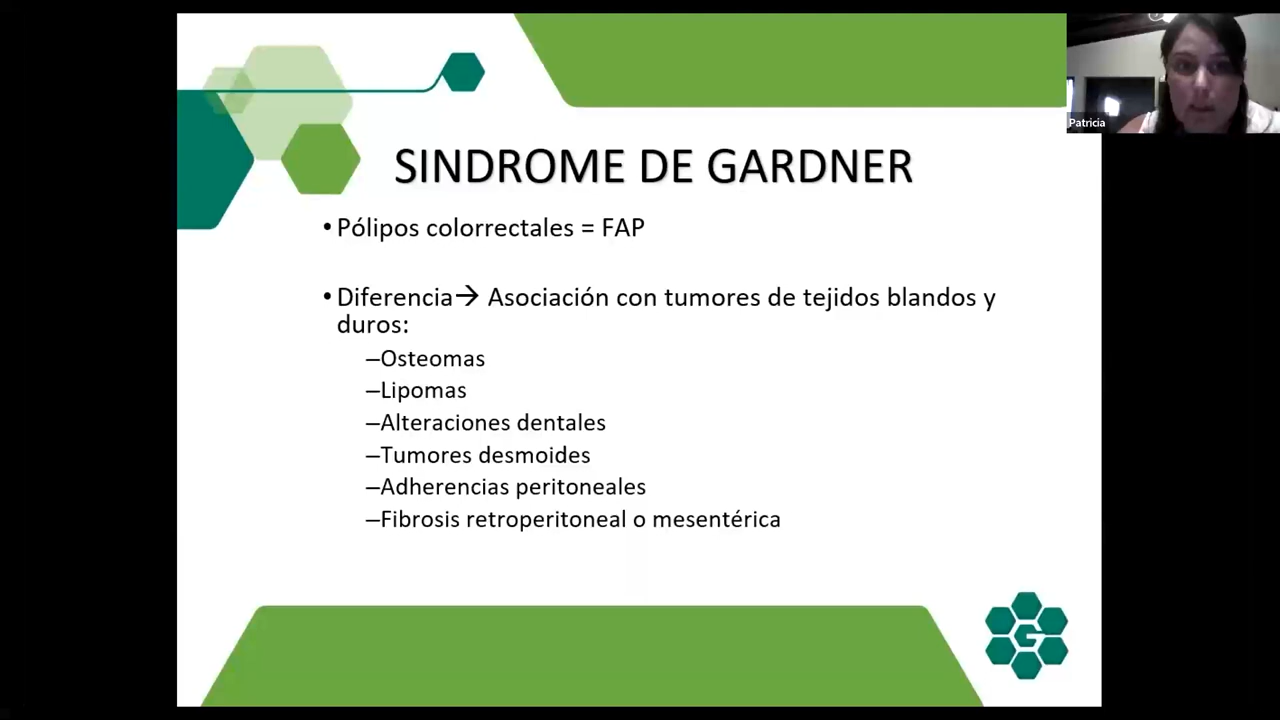 Patricia
SINDROME DE GARDNER
• Pólipos colorrectales = FAP
• Diferencia→ Asociación con tumores de tejidos blandos y
duros:
–Osteomas
–Lipomas
–Alteraciones dentales
–Tumores desmoides
–Adherencias peritoneales
–Fibrosis retroperitoneal o mesentérica
G